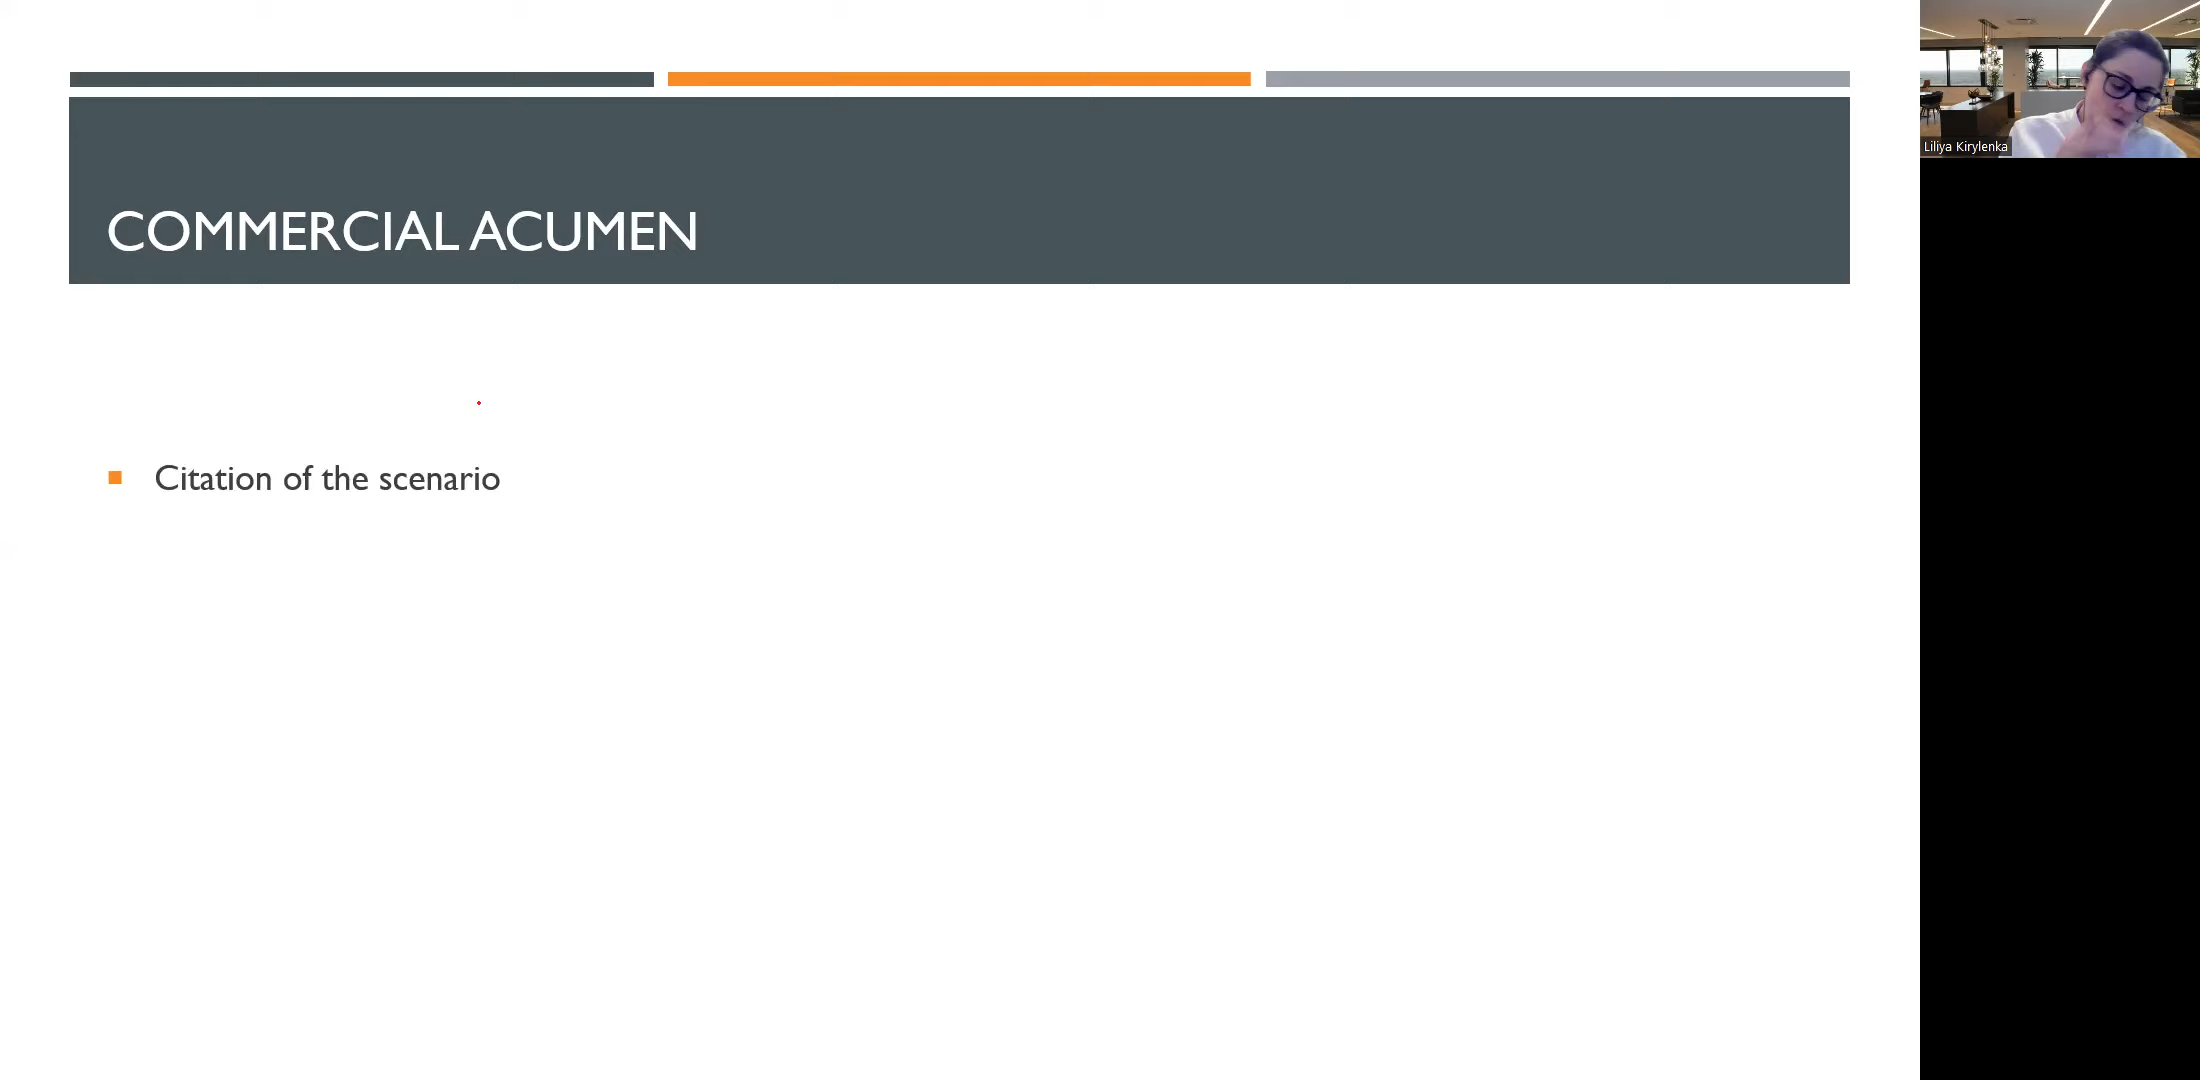 COMMERCIAL ACUMEN
Citation of the scenario
Liliya Kirylenka